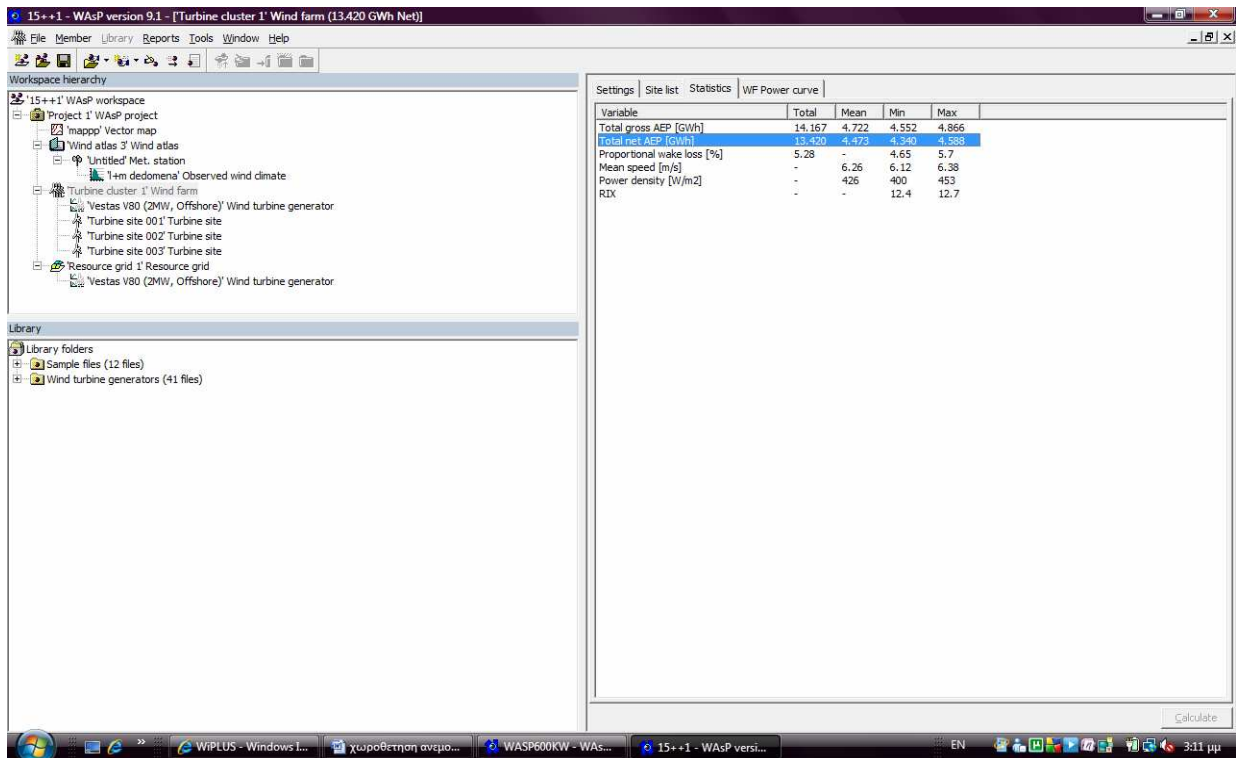 15++1 - WAsP version 9.1 - ['Turbine cluster 1' Wind farm (13.420 GWh Net)]
File Member Library Reports Tools Window Help
Workspace hierarchy
'15++1' WAsP workspace
'Project 1' WAsP project
'mappp' Vector map
'Wind atlas 3' Wind atlas
'Untitled' Met. station
'1+m dedomena' Observed wind climate
'Turbine cluster 1' Wind farm
'Vestas V80 (2MW, Offshore)' Wind turbine generator
'Turbine site 001' Turbine site
'Turbine site 002' Turbine site
'Turbine site 003' Turbine site
'Resource grid 1' Resource grid
'Vestas V80 (2MW, Offshore)' Wind turbine generator
Library
Library folders
Sample files (12 files)
Wind turbine generators (41 files)
Settings Site list Statistics WF Power curve
Variable Total Mean Min Max
Total gross AEP [GWh] 14.167 4.722 4.552 4.866
Total net AEP [GWh] 13.420 4.473 4.340 4.588
Proportional wake loss [%] 5.28 - 4.65 5.7
Mean speed [m/s] - 6.26 6.12 6.38
Power density [W/m2] - 426 400 453
RIX - - 12.4 12.7
Calculate
WiPLUS - Windows I... χωροθετηση ανεμο... WASP600KW - WAs... 15++1 - WAsP versi... EN 3:11 μμ